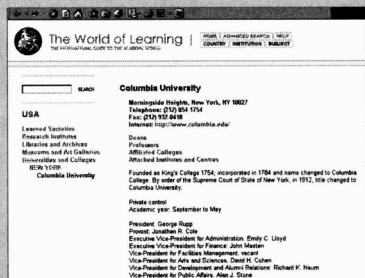 The World of Learning
HOME | ADVANCED SEARCH | HELP
COUNTRY | INSTITUTION | SUBJECT
SEARCH
USA
Learned Societies
Research Institutes
Libraries and Archives
Museums and Art Galleries
Universities and Colleges
NEW YORK
Columbia University
Columbia University
Morningside Heights, New York, NY 10027
Telephone: (212) 854 1754
Fax: (212) 932-0418
Internet: http://www.columbia.edu/
Deans
Professors
Affiliated Colleges
Attached Institutes and Centres
Founded as King's College 1754; incorporated in 1784 and name changed to Columbia
College. By order of the Supreme Court of State of New York, in 1912, title changed to
Columbia University.
Private control
Academic year: September to May
President: George Rupp
Provost: Jonathan R. Cole
Executive Vice-President for Administration: Emily C. Lloyd
Executive Vice-President for Finance: John Masten
Vice-President for Facilities Management: vacant
Vice-President for Arts and Sciences: David H. Cohen
Vice-President for Development and Alumni Relations: Richard K. Naum
Vice-President for Public Affairs: Alan J. Stone